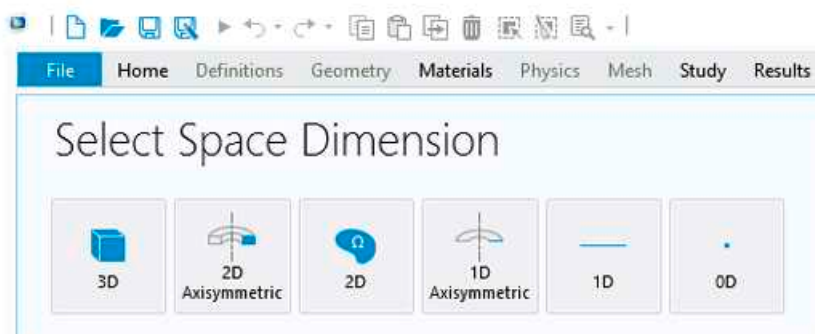 File Home Definitions Geometry Materials Physics Mesh Study Results
Select Space Dimension
3D
2D
Axisymmetric
Ω
2D
1D
Axisymmetric
1D
0D